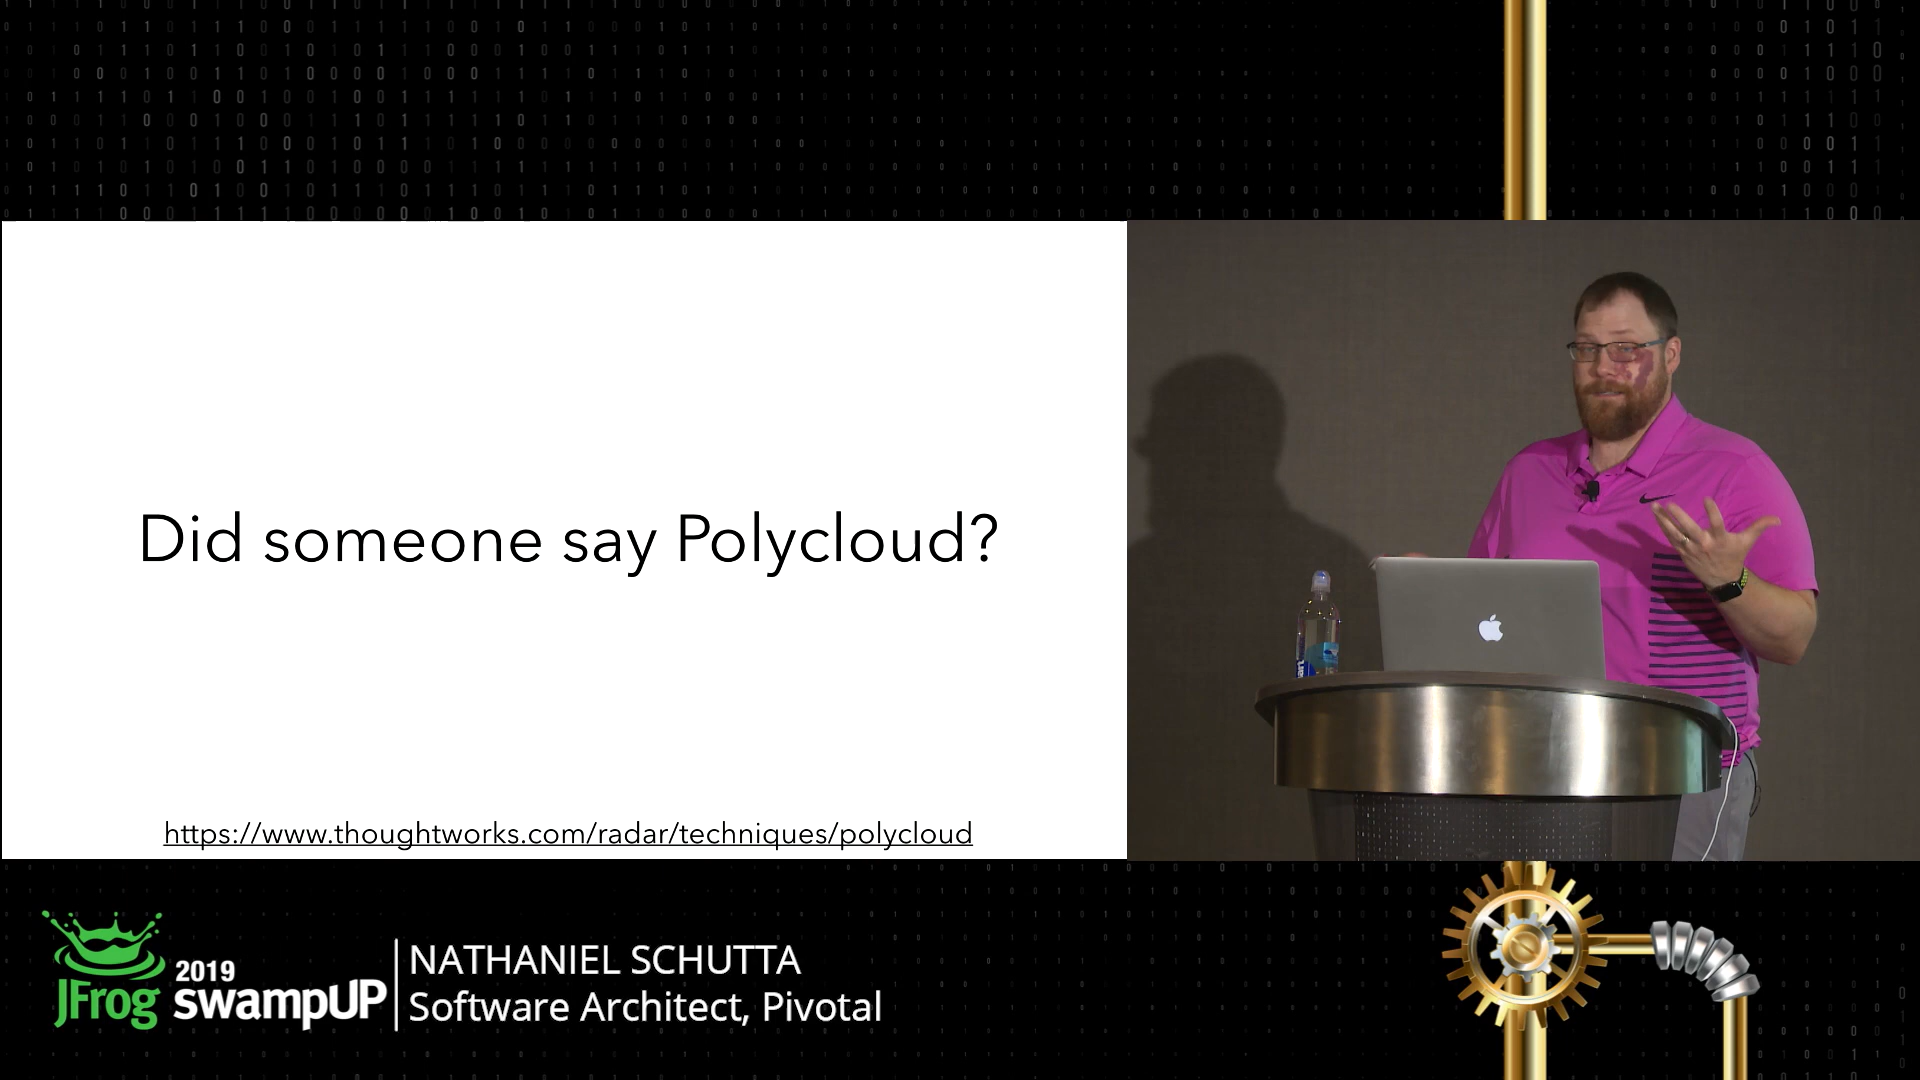 Did someone say Polycloud?
https://www.thoughtworks.com/radar/techniques/polycloud
JFrog
2019
swampUP
NATHANIEL SCHUTTA
Software Architect, Pivotal